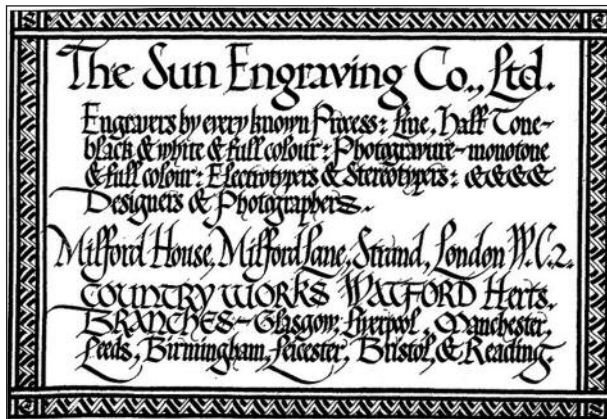 The Sun Engraving Co., Ltd.
Engravers by every known Process: Line, Half Tone-
black & white & full colour: Photogravure-monotone
& full colour: Electrotypers & Stereotypers: & & & &
Designers & Photographers.
Milford House, Milford Lane, Strand, London W.C.2.
COUNTRY WORKS WATFORD Herts.
BRANCHES-Glasgow, Liverpool, Manchester,
Leeds, Birmingham, Leicester, Bristol, & Reading.